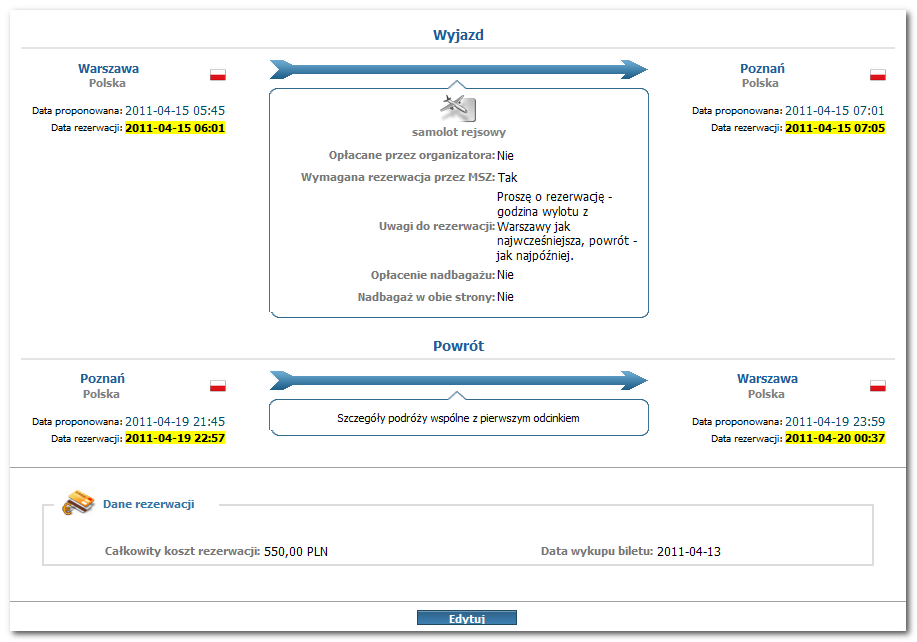 Wyjazd
Warszawa
Polska
Data proponowana: 2011-04-15 05:45
Data rezerwacji: 2011-04-15 06:01
Poznań
Polska
Data proponowana: 2011-04-15 07:01
Data rezerwacji: 2011-04-15 07:05
samolot rejsowy
Opłacane przez organizatora: Nie
Wymagana rezerwacja przez MSZ: Tak
Uwagi do rezerwacji: Proszę o rezerwację -
godzina wylotu z
Warszawy jak
najwcześniejsza, powrót -
jak najpóźniej.
Opłacenie nadbagażu: Nie
Nadbagaż w obie strony: Nie
Powrót
Poznań
Polska
Data proponowana: 2011-04-19 21:45
Data rezerwacji: 2011-04-19 22:57
Szczegóły podróży wspólne z pierwszym odcinkiem
Warszawa
Polska
Data proponowana: 2011-04-19 23:59
Data rezerwacji: 2011-04-20 00:37
Dane rezerwacji
Całkowity koszt rezerwacji: 550,00 PLN
Data wykupu biletu: 2011-04-13
Edytuj